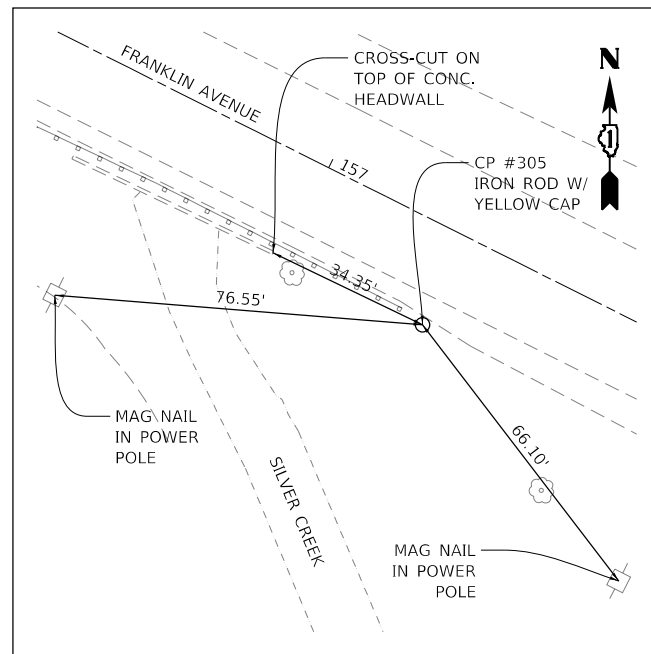 FRANKLIN AVENUE
CROSS-CUT ON
TOP OF CONC.
HEADWALL
N
1
157
CP #305
IRON ROD W/
YELLOW CAP
34.35'
76.55'
MAG NAIL
IN POWER
POLE
66.10'
SILVER CREEK
MAG NAIL
IN POWER
POLE